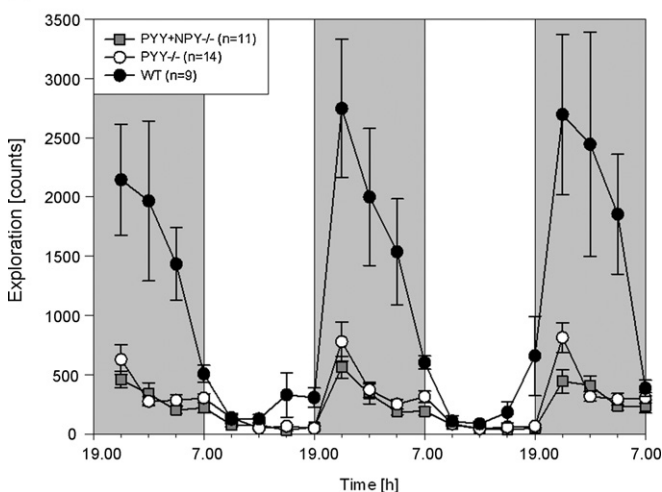 PYY+NPY-/- (n=11)
PYY-/- (n=14)
WT (n=9)
3500
3000
2500
2000
1500
1000
500
0
Exploration [counts]
19.00 7.00 19.00 7.00 19.00 7.00
Time [h]